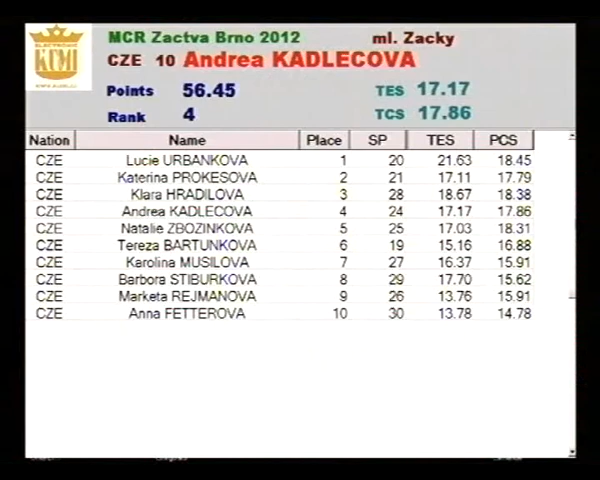 MCR Zactva Brno 2012 ml. Zacky
ELECTRONIC
KCMI
CZE 10 Andrea KADLECOVA
Points 56.45 TES 17.17
Rank 4 TCS 17.86
Nation Name Place SP TES PCS
CZE Lucie URBANKOVA 1 20 21.63 18.45
CZE Katerina PROKESOVA 2 21 17.11 17.79
CZE Klara HRADILOVA 3 28 18.67 18.38
CZE Andrea KADLECOVA 4 24 17.17 17.86
CZE Natalie ZBOZINKOVA 5 25 17.03 18.31
CZE Tereza BARTUNKOVA 6 19 15.16 16.88
CZE Karolina MUSILOVA 7 27 16.37 15.91
CZE Barbora STIBURKOVA 8 29 17.70 15.62
CZE Marketa REJMANOVA 9 26 13.76 15.91
CZE Anna FETTEROVA 10 30 13.78 14.78